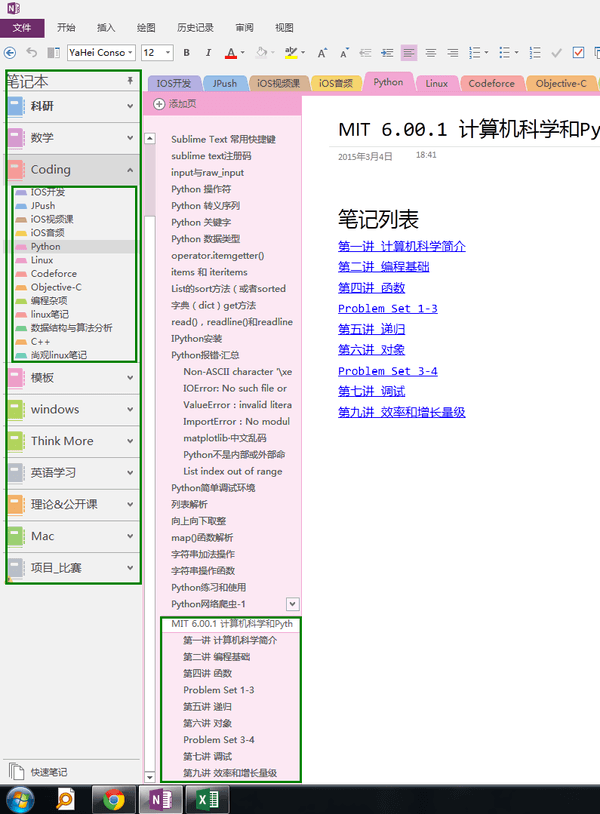 文件 开始 插入 绘图 历史记录 审阅 视图
YaHei Conso 12 B I U A aby A A
笔记本
科研
数学
Coding
IOS开发
JPush
iOS视频课
iOS音频
Python
Linux
Codeforce
Objective-C
编程杂项
linux笔记
数据结构与算法分析
C++
尚观linux笔记
模板
windows
Think More
英语学习
理论&公开课
Mac
项目_比赛
快速笔记
IOS开发 JPush iOS视频课 iOS音频 Python Linux Codeforce Objective-C
添加页
Sublime Text 常用快捷键
sublime text注册码
input与raw_input
Python 操作符
Python 转义序列
Python 关键字
Python 数据类型
operator.itemgetter()
items 和 iteritems
List的sort方法（或者sorted
字典（dict）get方法
read()，readline()和readline
IPython安装
Python报错·汇总
Non-ASCII character '\xe
IOError: No such file or
ValueError：invalid litera
ImportError：No modul
matplotlib-中文乱码
Python不是内部或外部命
List index out of range
Python简单调试环境
列表解析
向上向下取整
map()函数解析
字符串加法操作
字符串操作函数
Python练习和使用
Python网络爬虫-1
MIT 6.00.1 计算机科学和Pyth
第一讲 计算机科学简介
第二讲 编程基础
第四讲 函数
Problem Set 1-3
第五讲 递归
第六讲 对象
Problem Set 3-4
第七讲 调试
第九讲 效率和增长量级
MIT 6.00.1 计算机科学和Py
2015年3月4日 18:41
笔记列表
第一讲 计算机科学简介
第二讲 编程基础
第四讲 函数
Problem Set 1-3
第五讲 递归
第六讲 对象
Problem Set 3-4
第七讲 调试
第九讲 效率和增长量级